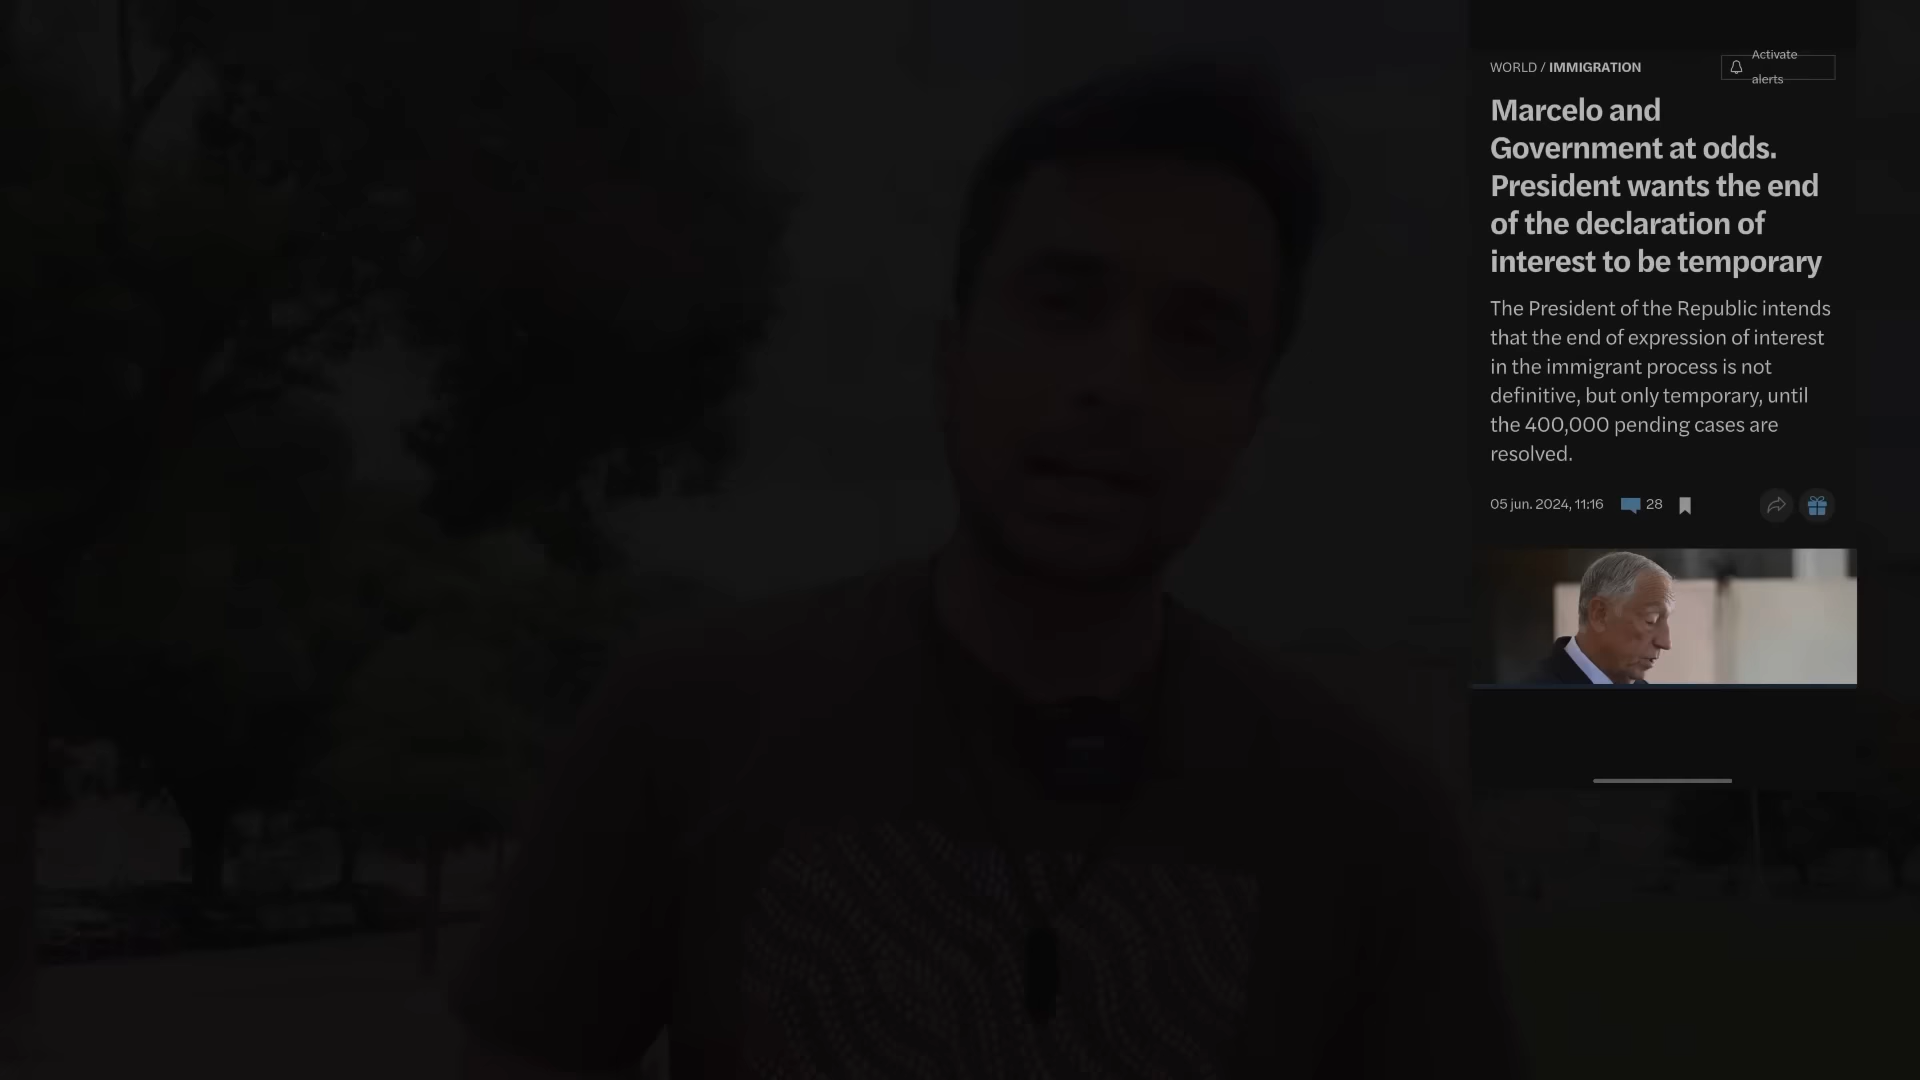 WORLD / IMMIGRATION
Activate
alerts
Marcelo and
Government at odds.
President wants the end
of the declaration of
interest to be temporary
The President of the Republic intends
that the end of expression of interest
in the immigrant process is not
definitive, but only temporary, until
the 400,000 pending cases are
resolved.
05 jun. 2024, 11:16 28